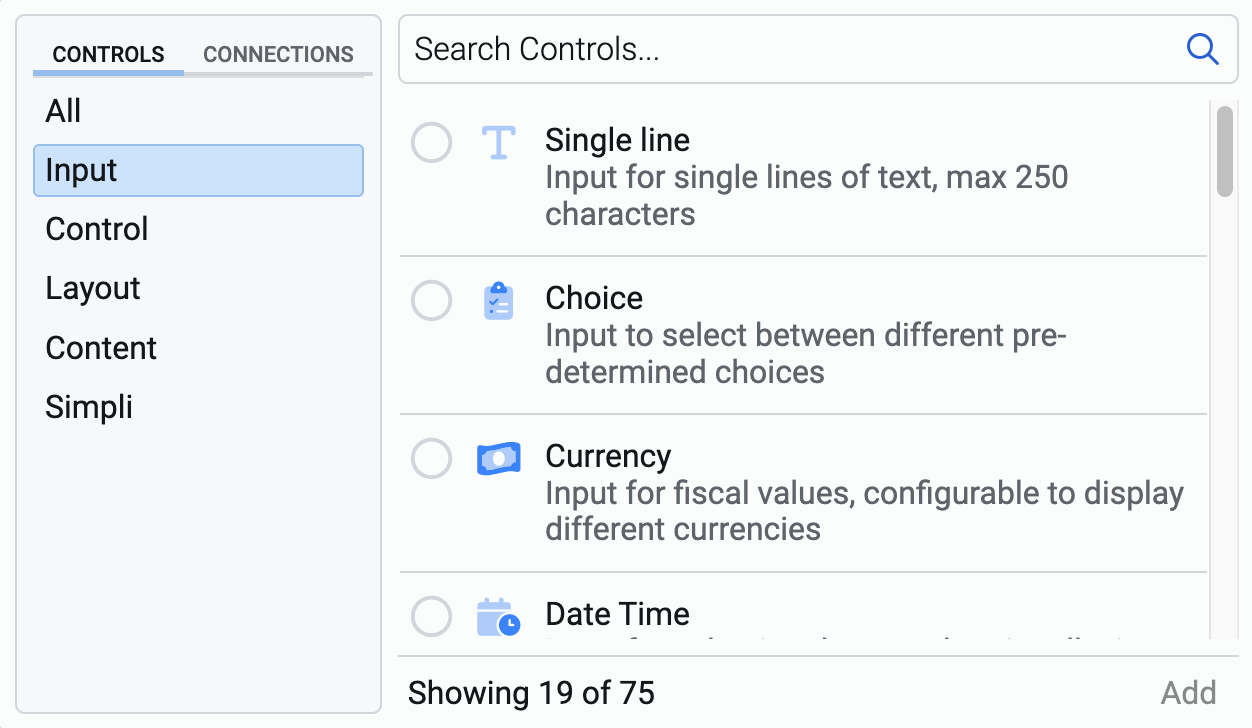 CONTROLS CONNECTIONS
All
Input
Control
Layout
Content
Simpli
Search Controls...
Single line
Input for single lines of text, max 250
characters
Choice
Input to select between different pre-
determined choices
Currency
Input for fiscal values, configurable to display
different currencies
Date Time
Showing 19 of 75
Add